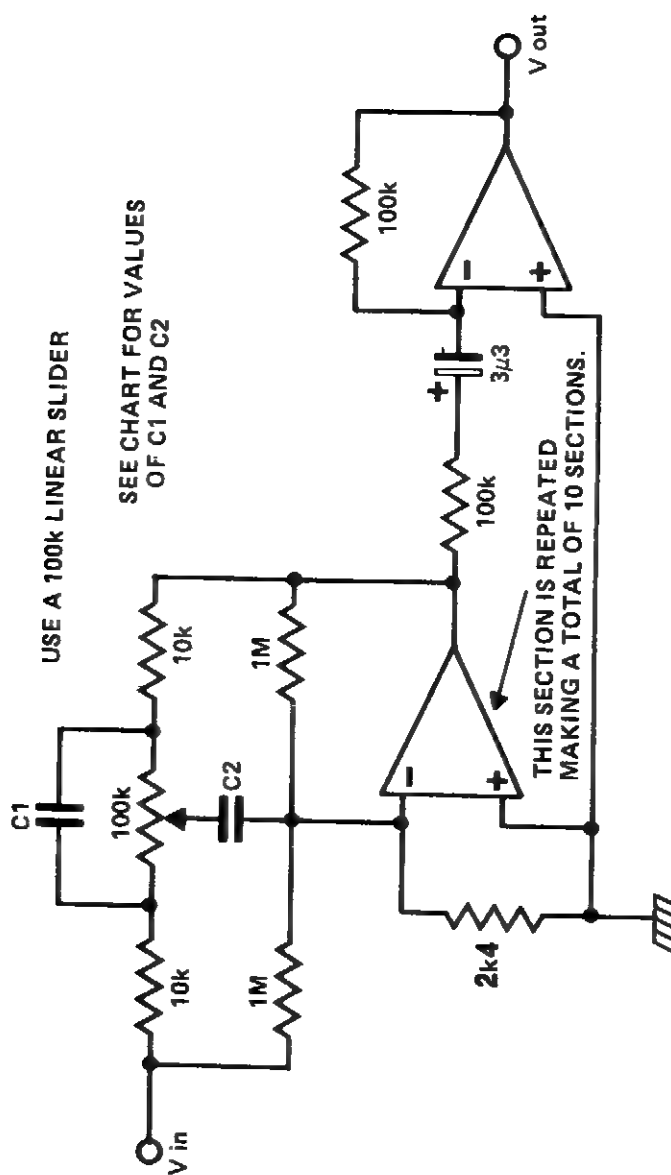 USE A 100k LINEAR SLIDER
SEE CHART FOR VALUES
OF C1 AND C2
C1
10k
100k
10k
C2
1M
1M
V in
−
+
2k4
100k
+
3μ3
100k
−
+
V out
THIS SECTION IS REPEATED
MAKING A TOTAL OF 10 SECTIONS.